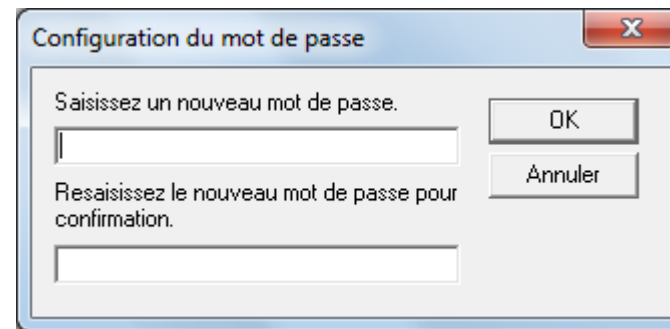 Configuration du mot de passe
Saisissez un nouveau mot de passe.
OK
Annuler
Resaisissez le nouveau mot de passe pour
confirmation.